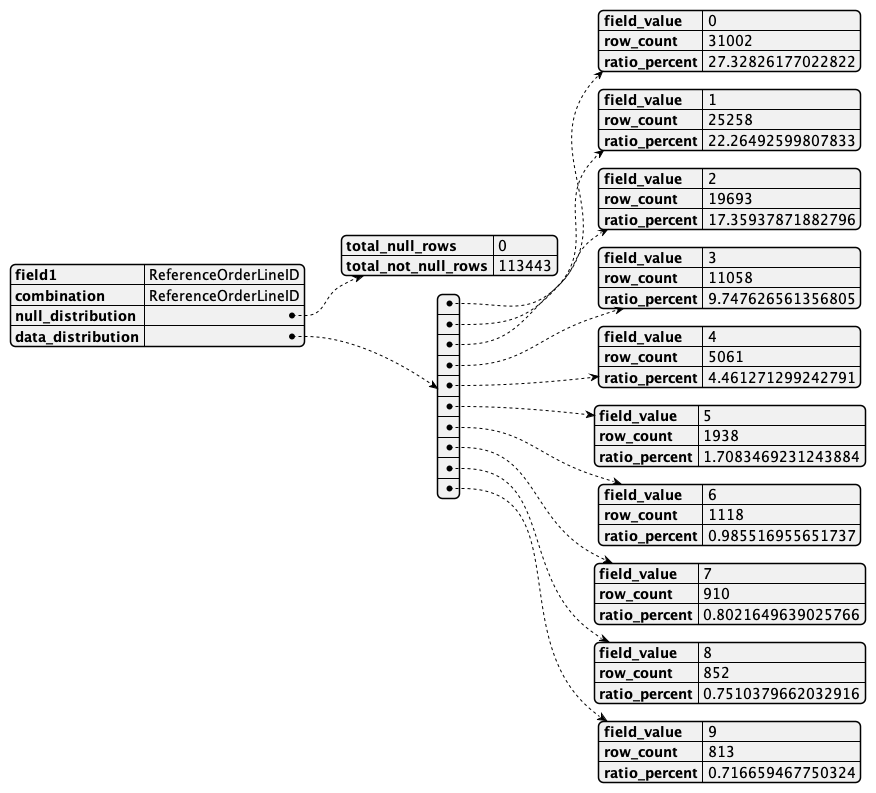 field1 ReferenceOrderLineID
combination ReferenceOrderLineID
null_distribution
data_distribution
total_null_rows 0
total_not_null_rows 113443
field_value 0
row_count 31002
ratio_percent 27.32826177022822
field_value 1
row_count 25258
ratio_percent 22.26492599807833
field_value 2
row_count 19693
ratio_percent 17.35937871882796
field_value 3
row_count 11058
ratio_percent 9.747626561356805
field_value 4
row_count 5061
ratio_percent 4.461271299242791
field_value 5
row_count 1938
ratio_percent 1.7083469231243884
field_value 6
row_count 1118
ratio_percent 0.985516955651737
field_value 7
row_count 910
ratio_percent 0.8021649639025766
field_value 8
row_count 852
ratio_percent 0.7510379662032916
field_value 9
row_count 813
ratio_percent 0.716659467750324